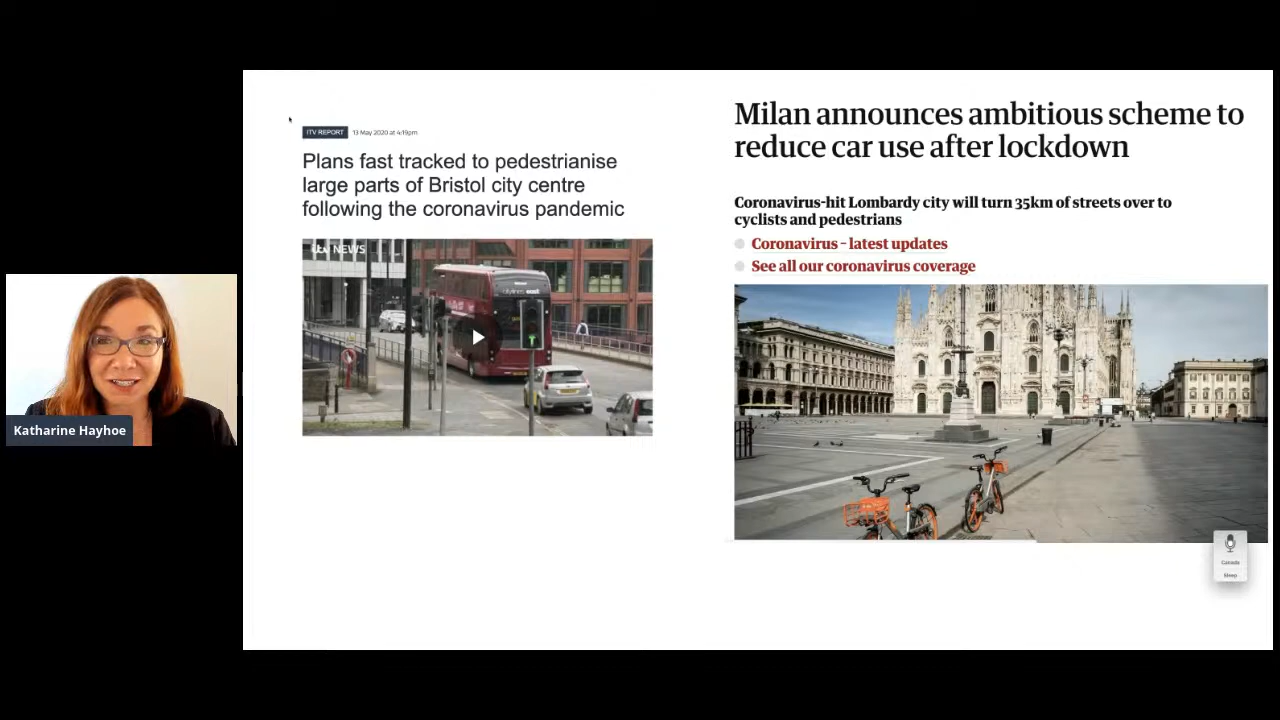 ITV REPORT 13 May 2020 at 4:19pm
Plans fast tracked to pedestrianise
large parts of Bristol city centre
following the coronavirus pandemic
itv NEWS
Milan announces ambitious scheme to
reduce car use after lockdown
Coronavirus-hit Lombardy city will turn 35km of streets over to
cyclists and pedestrians
Coronavirus – latest updates
See all our coronavirus coverage
Katharine Hayhoe
Canada